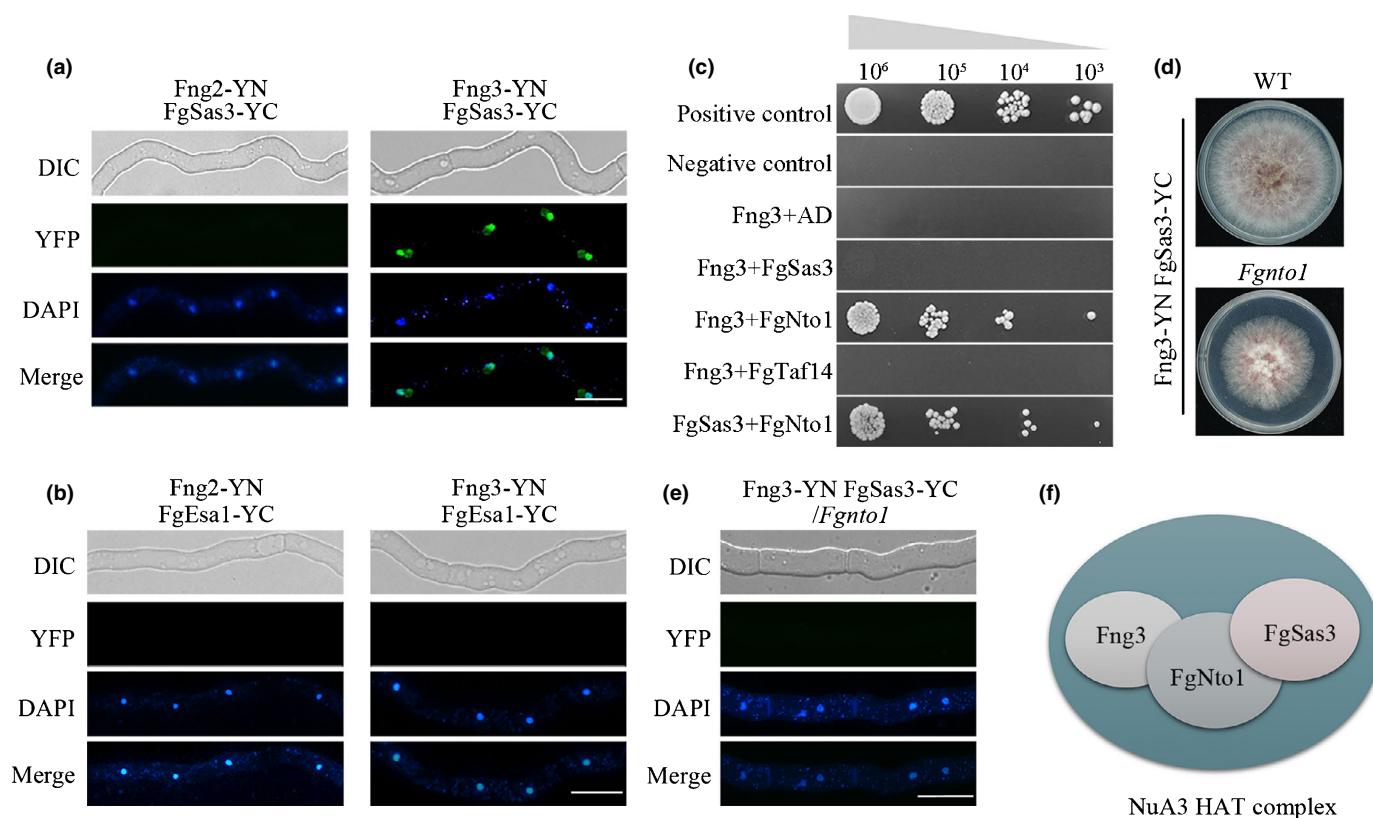 (a)
Fng2-YN
FgSas3-YC
Fng3-YN
FgSas3-YC
DIC
YFP
DAPI
Merge
(b)
Fng2-YN
FgEsa1-YC
Fng3-YN
FgEsa1-YC
DIC
YFP
DAPI
Merge
(c)
10⁶ 10⁵ 10⁴ 10³
Positive control
Negative control
Fng3+AD
Fng3+FgSas3
Fng3+FgNto1
Fng3+FgTaf14
FgSas3+FgNto1
(d)
WT
Fgnto1
Fng3-YN FgSas3-YC
(e)
Fng3-YN FgSas3-YC
/Fgnto1
DIC
YFP
DAPI
Merge
(f)
Fng3
FgNto1
FgSas3
NuA3 HAT complex